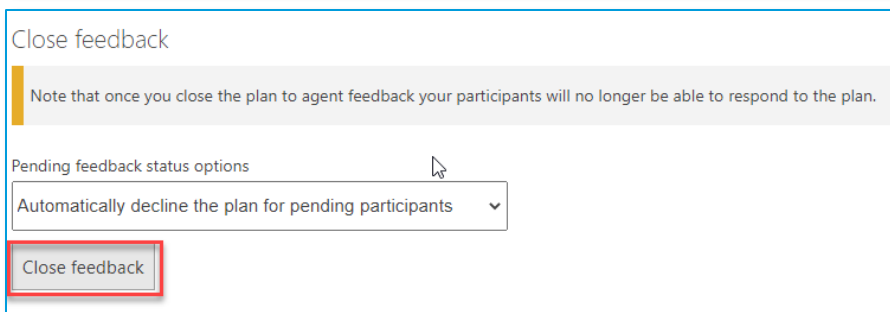 Close feedback
Note that once you close the plan to agent feedback your participants will no longer be able to respond to the plan.
Pending feedback status options
Automatically decline the plan for pending participants
Close feedback